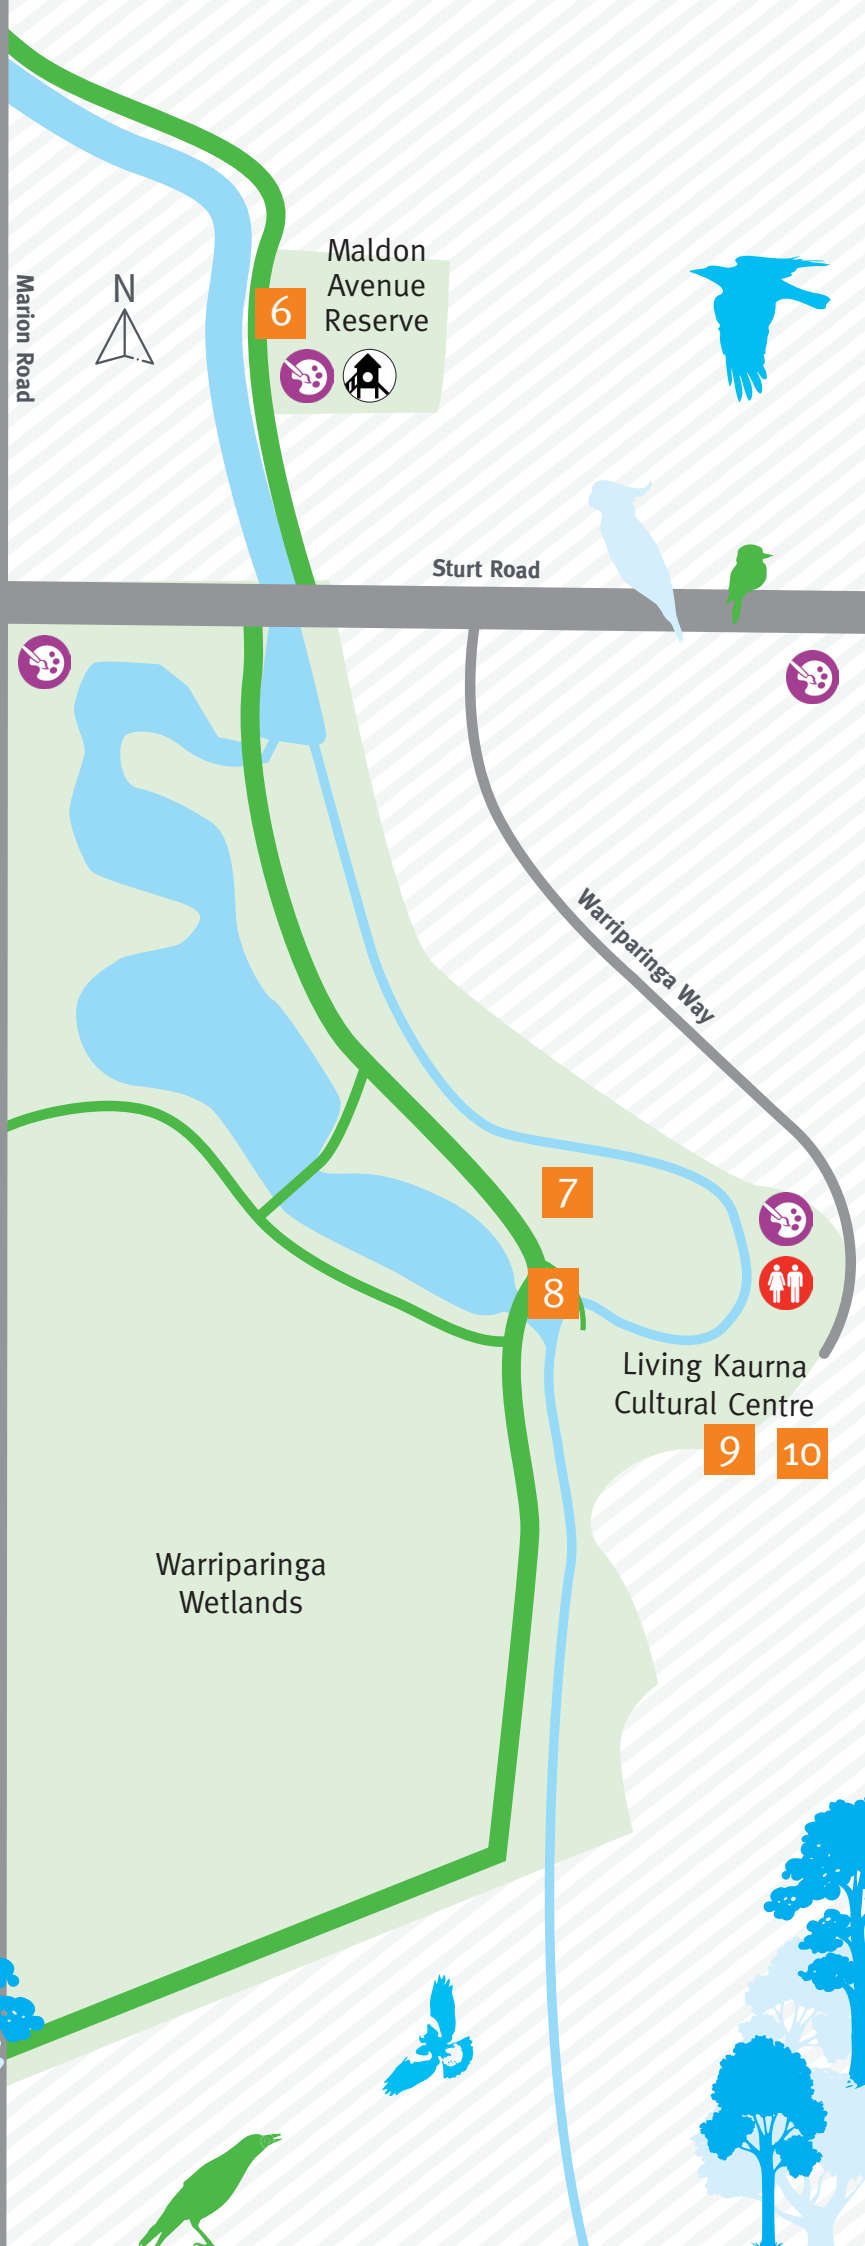 Maldon
Avenue
Reserve
6
N
Marion Road
Sturt Road
Warriparinga Way
7
8
Living Kaurna
Cultural Centre
9
10
Warriparinga
Wetlands